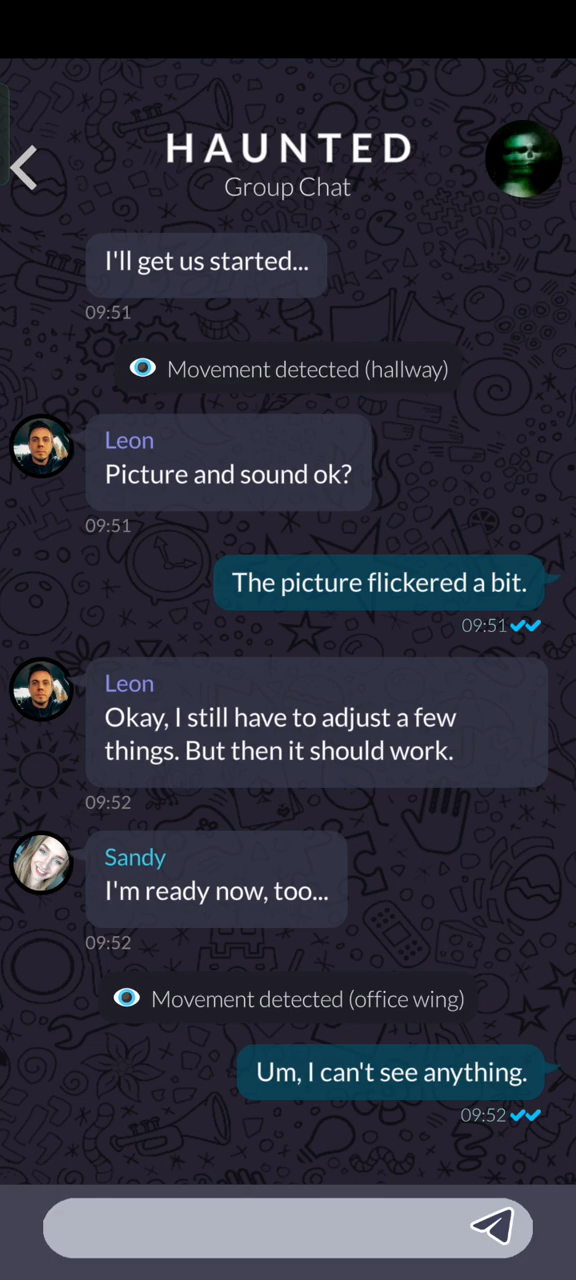 HAUNTED
Group Chat
I'll get us started...
09:51
Movement detected (hallway)
Leon
Picture and sound ok?
09:51
The picture flickered a bit.
09:51
Leon
Okay, I still have to adjust a few
things. But then it should work.
09:52
Sandy
I'm ready now, too...
09:52
Movement detected (office wing)
Um, I can't see anything.
09:52